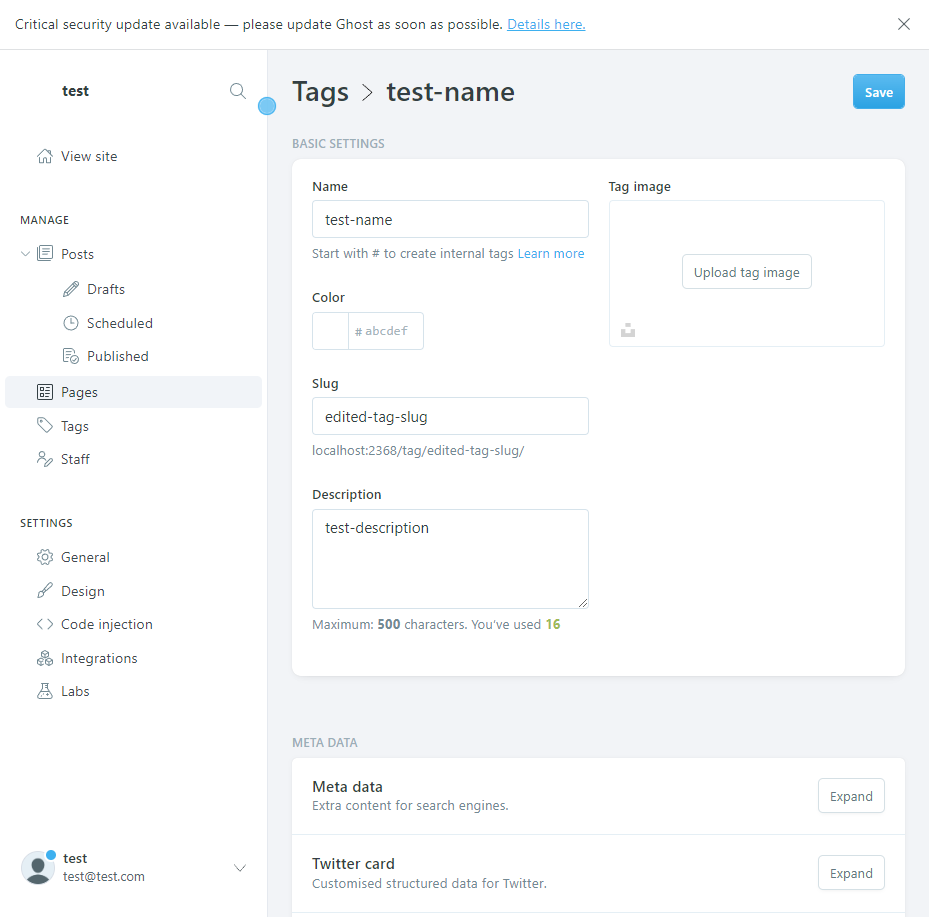 Critical security update available — please update Ghost as soon as possible. Details here.
test
View site
MANAGE
Posts
Drafts
Scheduled
Published
Pages
Tags
Staff
SETTINGS
General
Design
Code injection
Integrations
Labs
test
test@test.com
Tags > test-name
Save
BASIC SETTINGS
Name
test-name
Start with # to create internal tags Learn more
Color
# abcdef
Slug
edited-tag-slug
localhost:2368/tag/edited-tag-slug/
Description
test-description
Maximum: 500 characters. You've used 16
Tag image
Upload tag image
META DATA
Meta data
Extra content for search engines.
Expand
Twitter card
Customised structured data for Twitter.
Expand